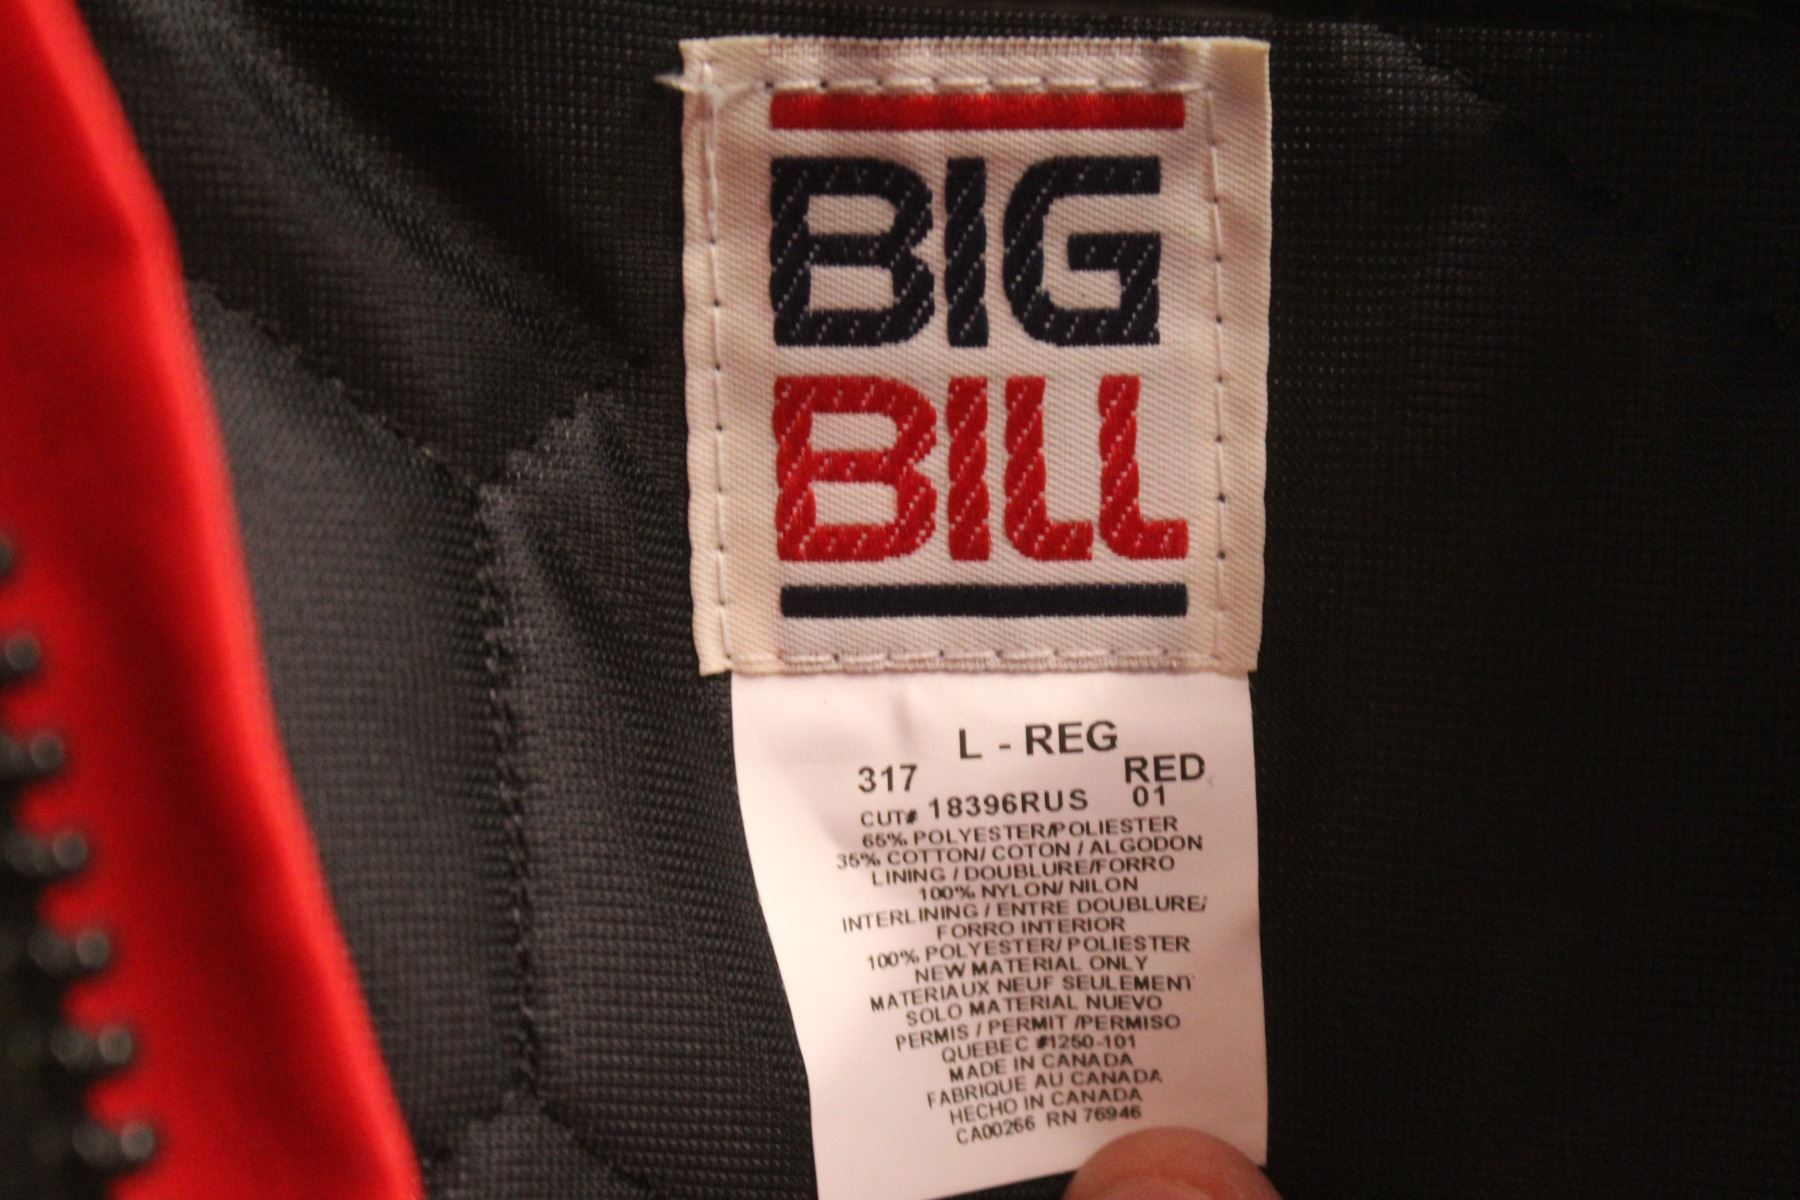 BIG
BILL
L - REG
317 RED
CUT# 18396RUS 01
65% POLYESTER/POLIESTER
35% COTTON/ COTON / ALGODON
LINING / DOUBLURE/FORRO
100% NYLON/ NILON
INTERLINING / ENTRE DOUBLURE/
FORRO INTERIOR
100% POLYESTER/ POLIESTER
NEW MATERIAL ONLY
MATERIAUX NEUF SEULEMENT
SOLO MATERIAL NUEVO
PERMIS / PERMIT /PERMISO
QUEBEC #1250-101
MADE IN CANADA
FABRIQUE AU CANADA
HECHO IN CANADA
CA00266 RN 76946